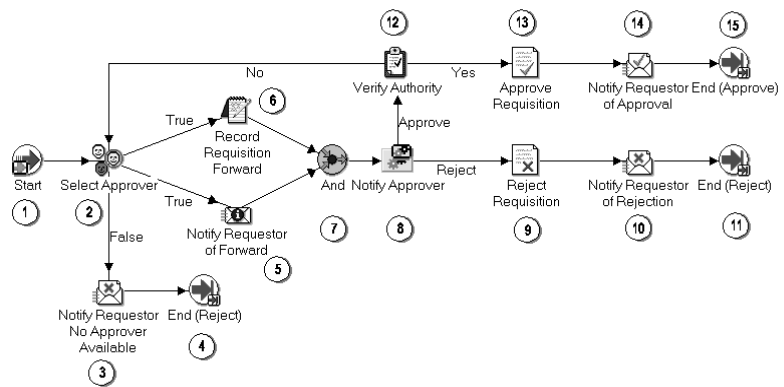 12
13
14
15
No
Yes
Verify Authority
Approve
Requisition
Notify Requestor
of Approval
End (Approve)
6
True
Record
Requisition
Forward
Approve
Start
Select Approver
And
Notify Approver
Reject
Reject
Requisition
Notify Requestor
of Rejection
End (Reject)
1
2
True
Notify Requestor
of Forward
7
8
9
10
11
False
5
Notify Requestor
No Approver
Available
End (Reject)
3
4